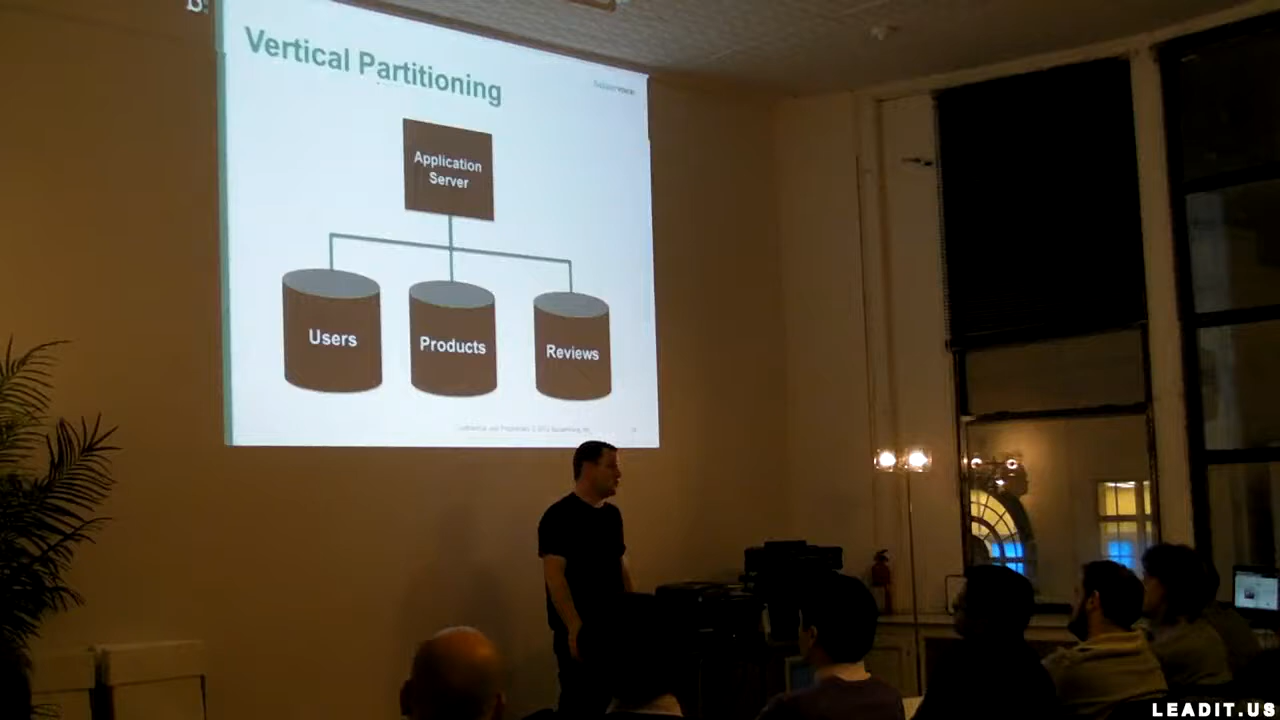 Vertical Partitioning
Application
Server
Users
Products
Reviews
LEADIT.US